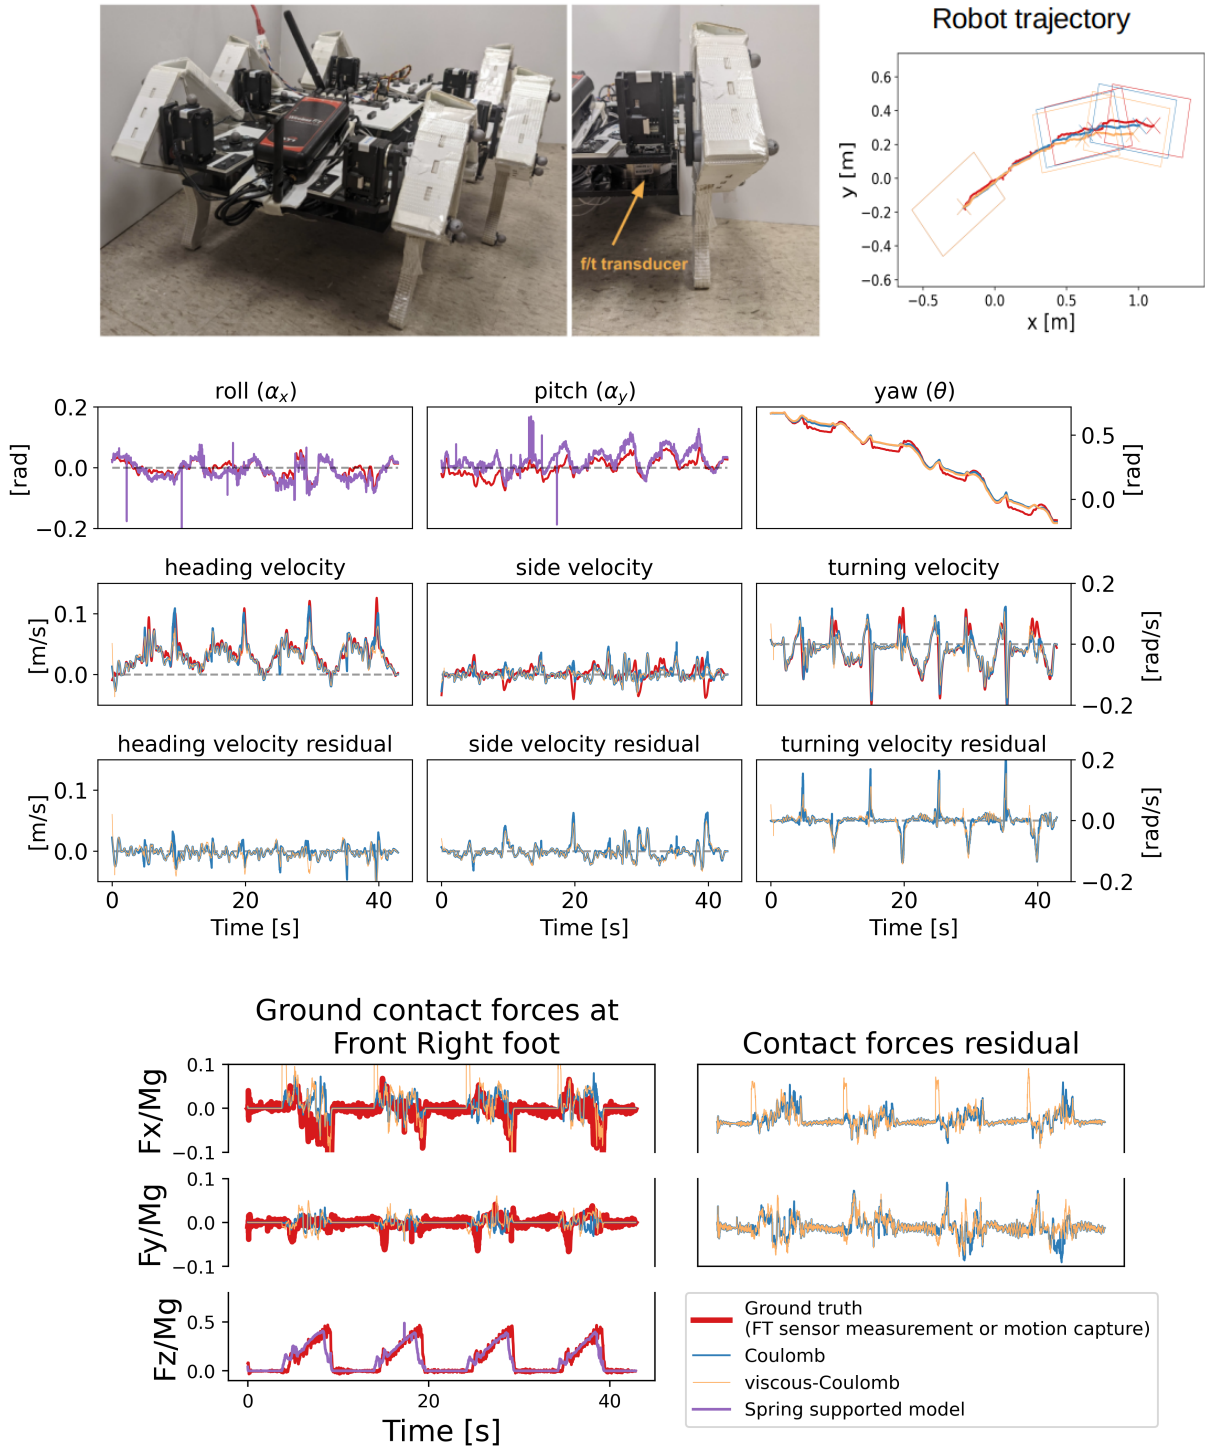 Robot trajectory
f/t transducer
y [m]
0.6
0.4
0.2
0.0
−0.2
−0.4
−0.6
−0.5
0.0
0.5
1.0
x [m]
roll (αx)
pitch (αy)
yaw (θ)
[rad]
0.2
0.0
−0.2
0.5
0.0
[rad]
heading velocity
side velocity
turning velocity
[m/s]
0.1
0.0
0.2
0.0
−0.2
[rad/s]
heading velocity residual
side velocity residual
turning velocity residual
[m/s]
0.1
0.0
0.2
0.0
−0.2
[rad/s]
0
20
40
0
20
40
0
20
40
Time [s]
Time [s]
Time [s]
Ground contact forces at
Front Right foot
Contact forces residual
Fx/Mg
0.1
0.0
−0.1
Fy/Mg
0.1
0.0
−0.1
Fz/Mg
0.5
0.0
0
20
40
Time [s]
Ground truth
(FT sensor measurement or motion capture)
Coulomb
viscous-Coulomb
Spring supported model